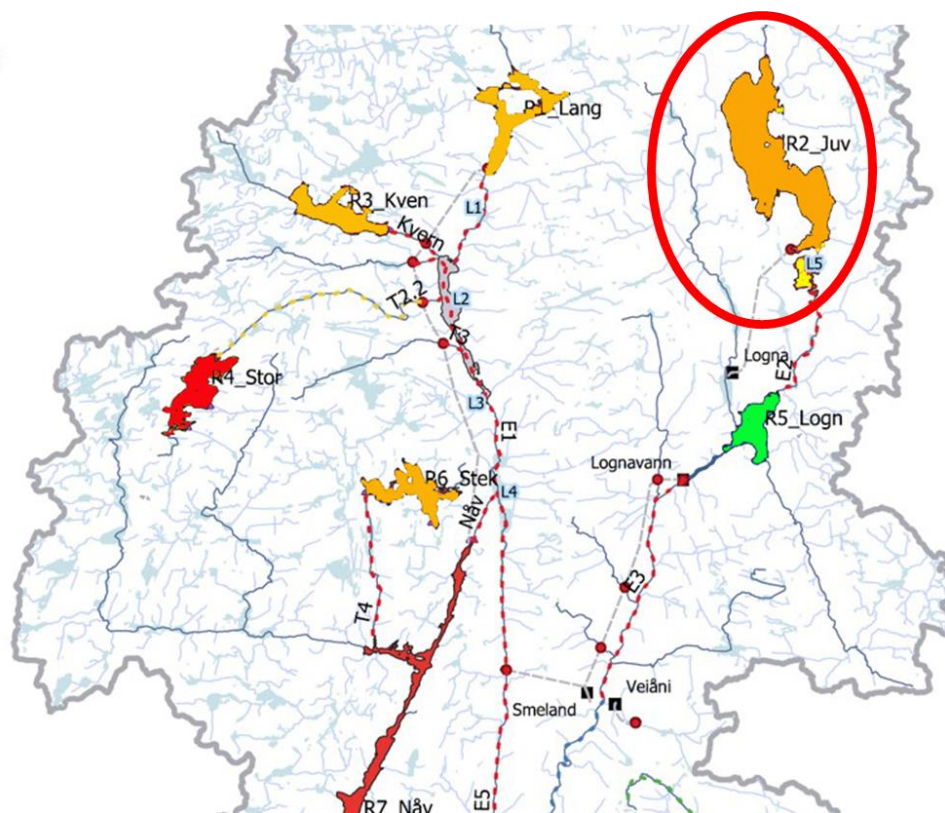 R1_Lang
R2_Juv
R3_Kven
Kvern
L1
L5
T2.2
L2
T3
Logna
E2
R4_Stor
L3
R5_Logn
E1
Lognavann
R6_Stek
L4
Nåv
E3
T4
Veiåni
Smeland
E5
R7_Nåv